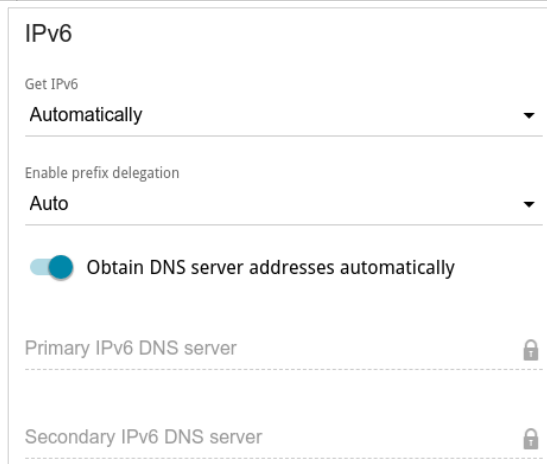 IPv6
Get IPv6
Automatically
Enable prefix delegation
Auto
Obtain DNS server addresses automatically
Primary IPv6 DNS server
Secondary IPv6 DNS server